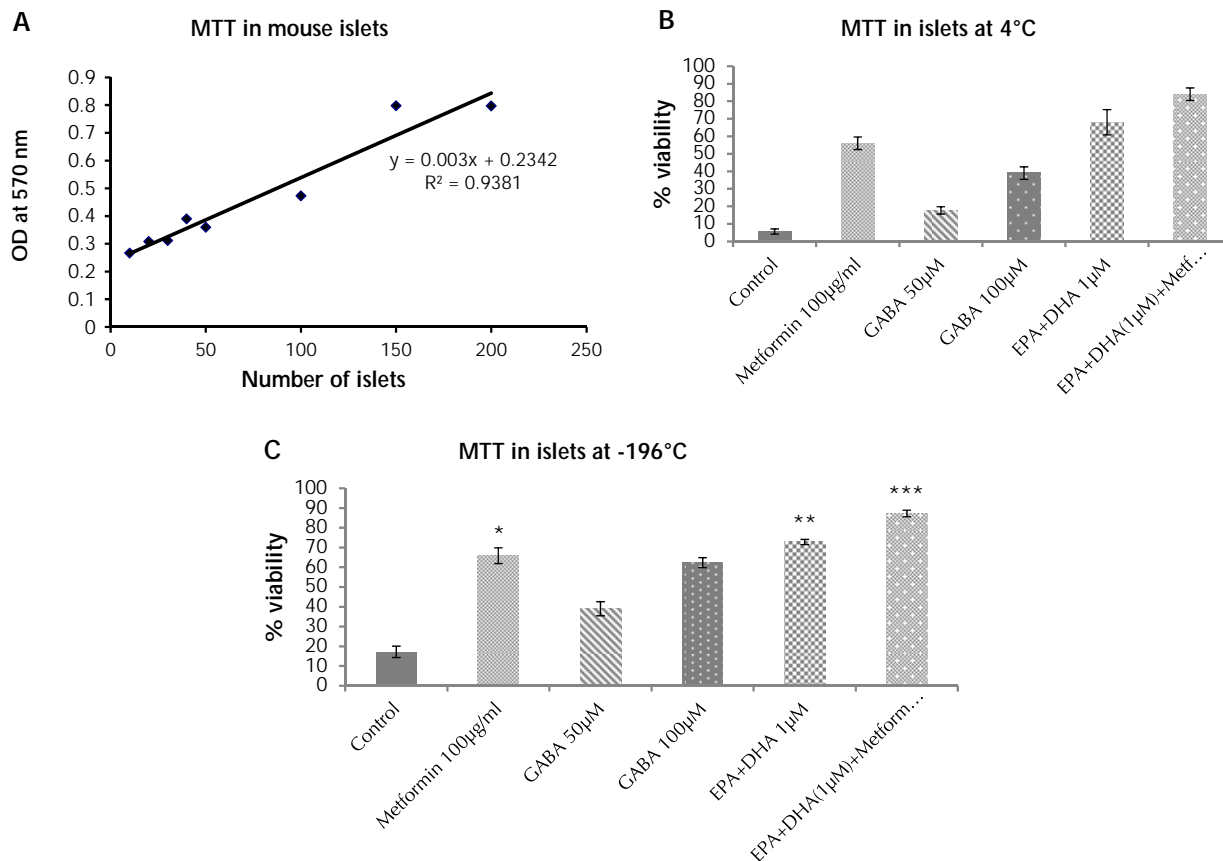 A
MTT in mouse islets
OD at 570 nm
0.9
0.8
0.7
0.6
0.5
0.4
0.3
0.2
0.1
0
y = 0.003x + 0.2342
R² = 0.9381
0 50 100 150 200 250
Number of islets
B
MTT in islets at 4°C
% viability
100
90
80
70
60
50
40
30
20
10
0
Control
Metformin 100µg/ml
GABA 50µM
GABA 100µM
EPA+DHA 1µM
EPA+DHA(1µM)+Metf...
C
MTT in islets at -196°C
% viability
100
90
80
70
60
50
40
30
20
10
0
*
**
***
Control
Metformin 100µg/ml
GABA 50µM
GABA 100µM
EPA+DHA 1µM
EPA+DHA(1µM)+Metform...